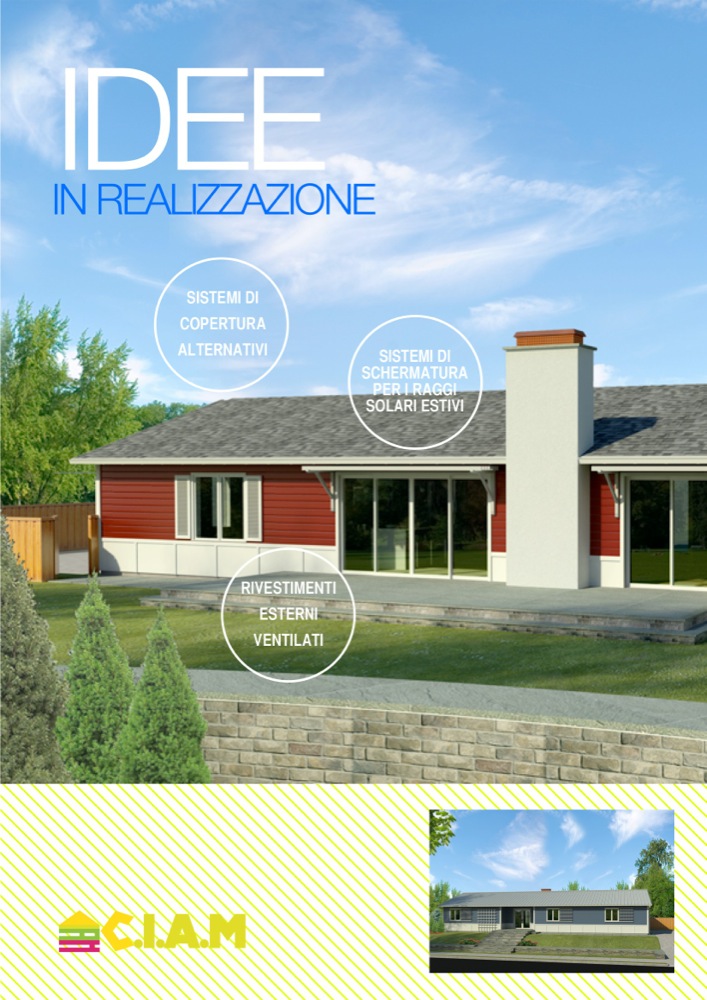 IDEE
IN REALIZZAZIONE
SISTEMI DI
COPERTURA
ALTERNATIVI
SISTEMI DI
SCHERMATURA
PER I RAGGI
SOLARI ESTIVI
RIVESTIMENTI
ESTERNI
VENTILATI
C.I.A.M